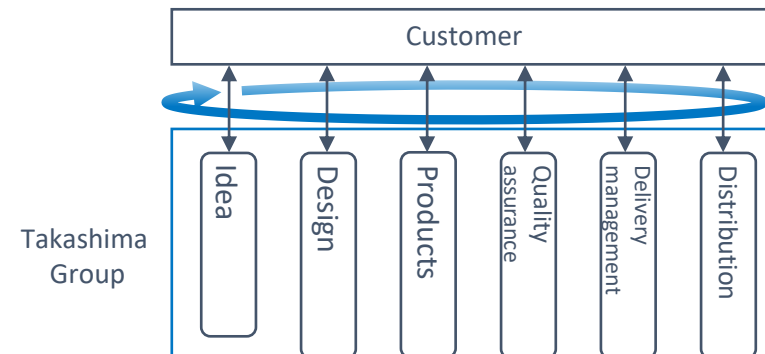 Customer
Takashima
Group
Idea
Design
Products
Quality
assurance
Delivery
management
Distribution